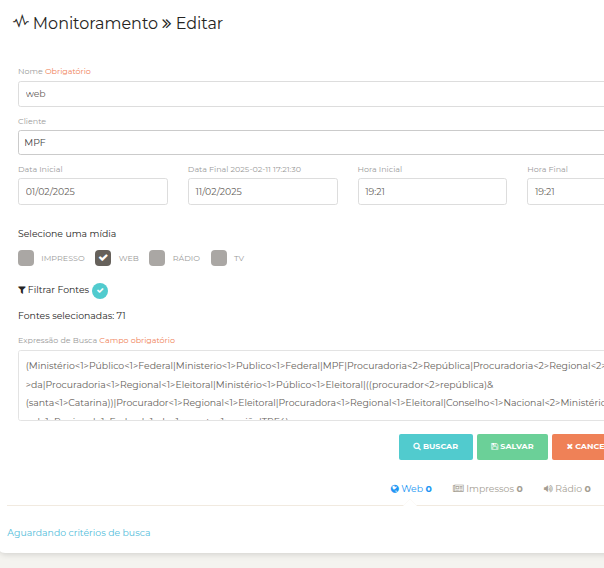 Monitoramento » Editar
Nome Obrigatório
web
Cliente
MPF
Data Inicial Data Final 2025-02-11 17:21:30 Hora Inicial Hora Final
01/02/2025 11/02/2025 19:21 19:21
Selecione uma mídia
IMPRESSO WEB RÁDIO TV
Filtrar Fontes
Fontes selecionadas: 71
Expressão de Busca Campo obrigatório
(Ministério<1>Público<1>Federal|Ministerio<1>Publico<1>Federal|MPF|Procuradoria<2>República|Procuradoria<2>Regional<2>
>da|Procuradoria<1>Regional<1>Eleitoral|Ministério<1>Público<1>Eleitoral|((procurador<2>república)&
(santa<1>Catarina))|Procurador<1>Regional<1>Eleitoral|Procuradora<1>Regional<1>Eleitoral|Conselho<1>Nacional<2>Ministério
BUSCAR SALVAR CANCE
Web 0 Impressos 0 Rádio 0
Aguardando critérios de busca